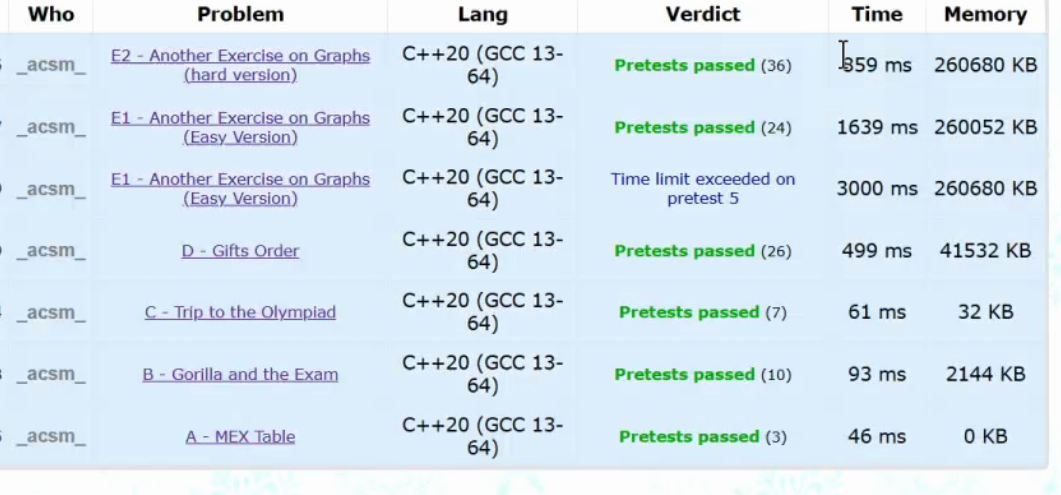 Who Problem Lang Verdict Time Memory
_acsm_ E2 - Another Exercise on Graphs (hard version) C++20 (GCC 13-64) Pretests passed (36) 859 ms 260680 KB
_acsm_ E1 - Another Exercise on Graphs (Easy Version) C++20 (GCC 13-64) Pretests passed (24) 1639 ms 260052 KB
_acsm_ E1 - Another Exercise on Graphs (Easy Version) C++20 (GCC 13-64) Time limit exceeded on pretest 5 3000 ms 260680 KB
_acsm_ D - Gifts Order C++20 (GCC 13-64) Pretests passed (26) 499 ms 41532 KB
_acsm_ C - Trip to the Olympiad C++20 (GCC 13-64) Pretests passed (7) 61 ms 32 KB
_acsm_ B - Gorilla and the Exam C++20 (GCC 13-64) Pretests passed (10) 93 ms 2144 KB
_acsm_ A - MEX Table C++20 (GCC 13-64) Pretests passed (3) 46 ms 0 KB